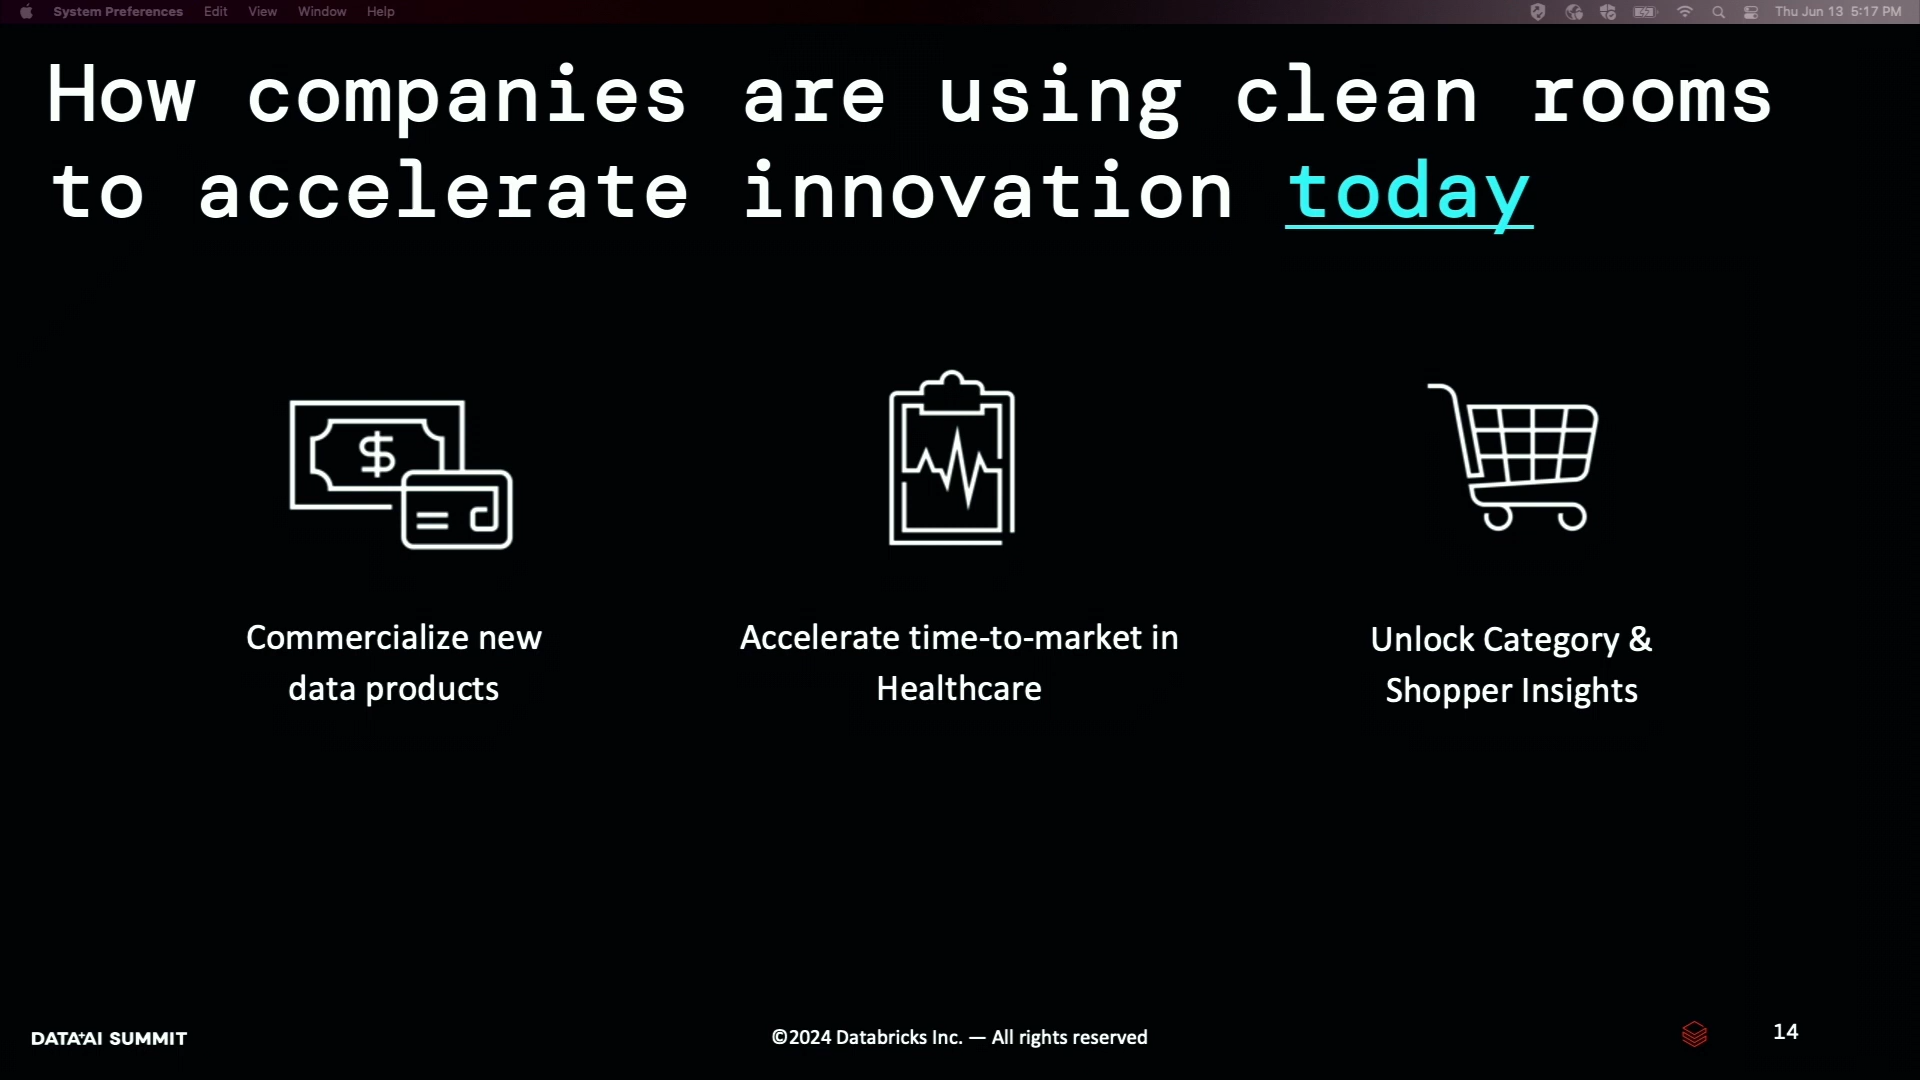 System Preferences Edit View Window Help
Thu Jun 13 5:17 PM
How companies are using clean rooms
to accelerate innovation today
$
Commercialize new
data products
Accelerate time-to-market in
Healthcare
Unlock Category &
Shopper Insights
DATA+AI SUMMIT
©2024 Databricks Inc. — All rights reserved
14